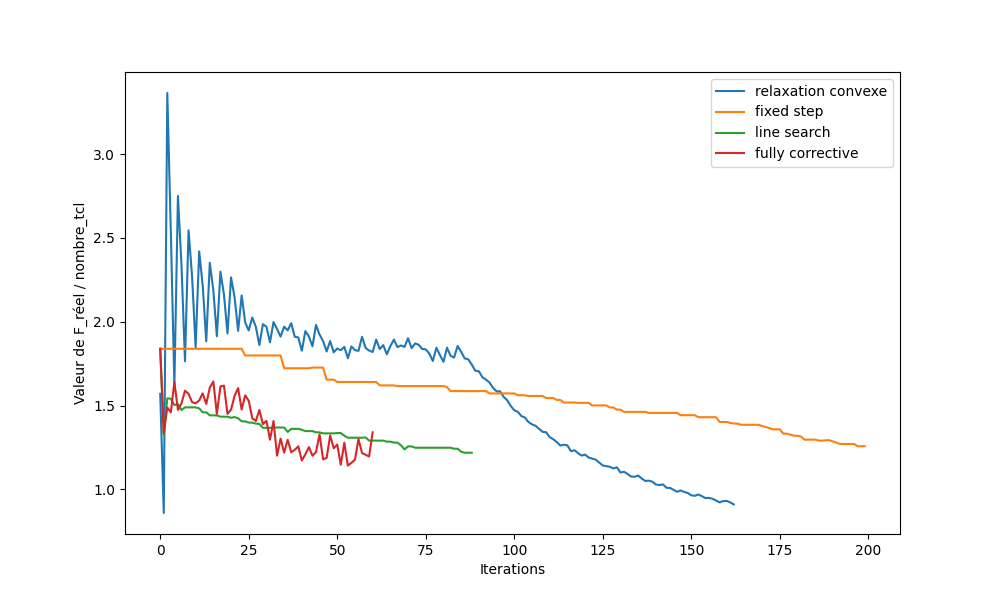 relaxation convexe
fixed step
line search
fully corrective
3.0
2.5
2.0
1.5
1.0
Valeur de F_réel / nombre_tcl
0 25 50 75 100 125 150 175 200
Iterations